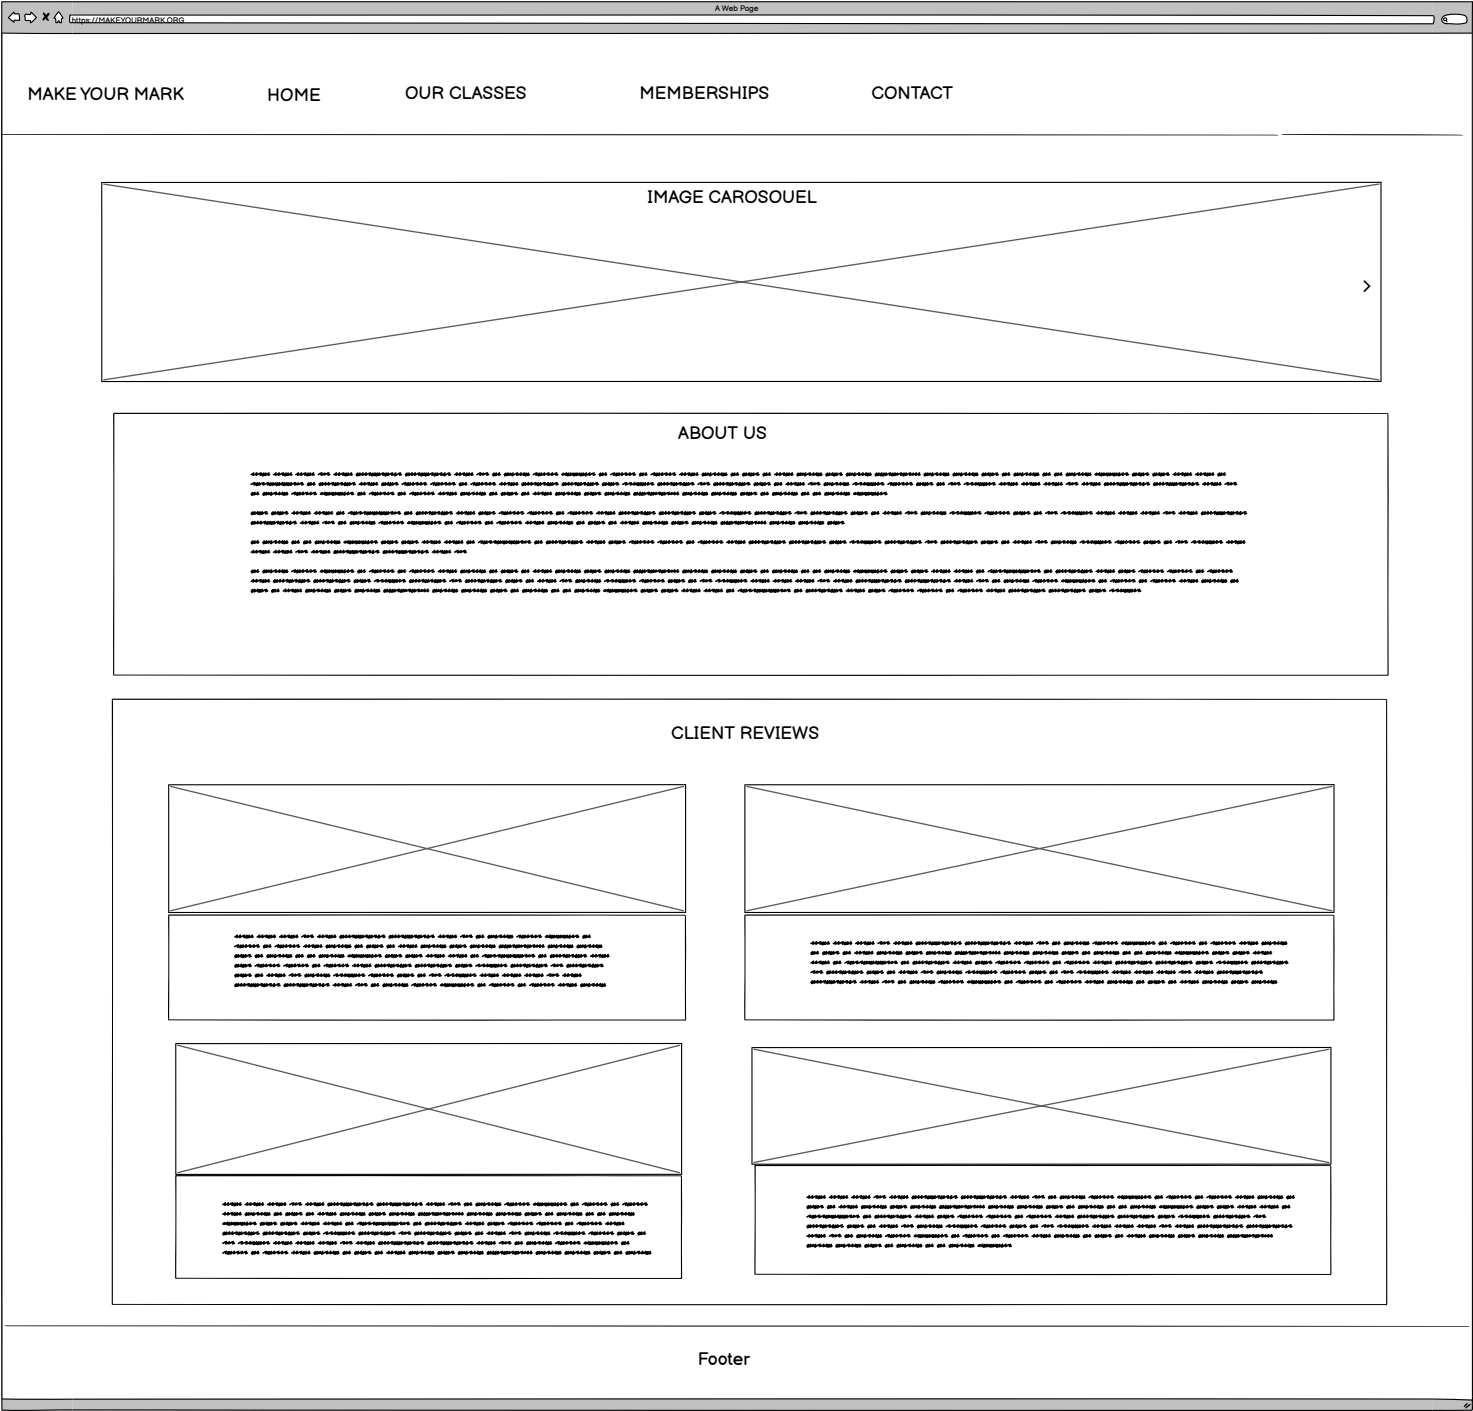 A Web Page
https://MAKEYOURMARK.ORG
MAKE YOUR MARK HOME OUR CLASSES MEMBERSHIPS CONTACT
IMAGE CAROSOUEL
ABOUT US
CLIENT REVIEWS
Footer